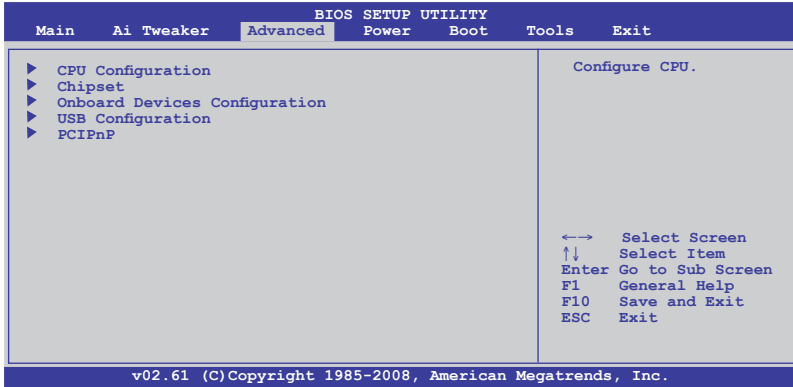 BIOS SETUP UTILITY
Main Ai Tweaker Advanced Power Boot Tools Exit
CPU Configuration
Chipset
Onboard Devices Configuration
USB Configuration
PCIPnP
Configure CPU.
←→ Select Screen
↑↓ Select Item
Enter Go to Sub Screen
F1 General Help
F10 Save and Exit
ESC Exit
v02.61 (C)Copyright 1985-2008, American Megatrends, Inc.